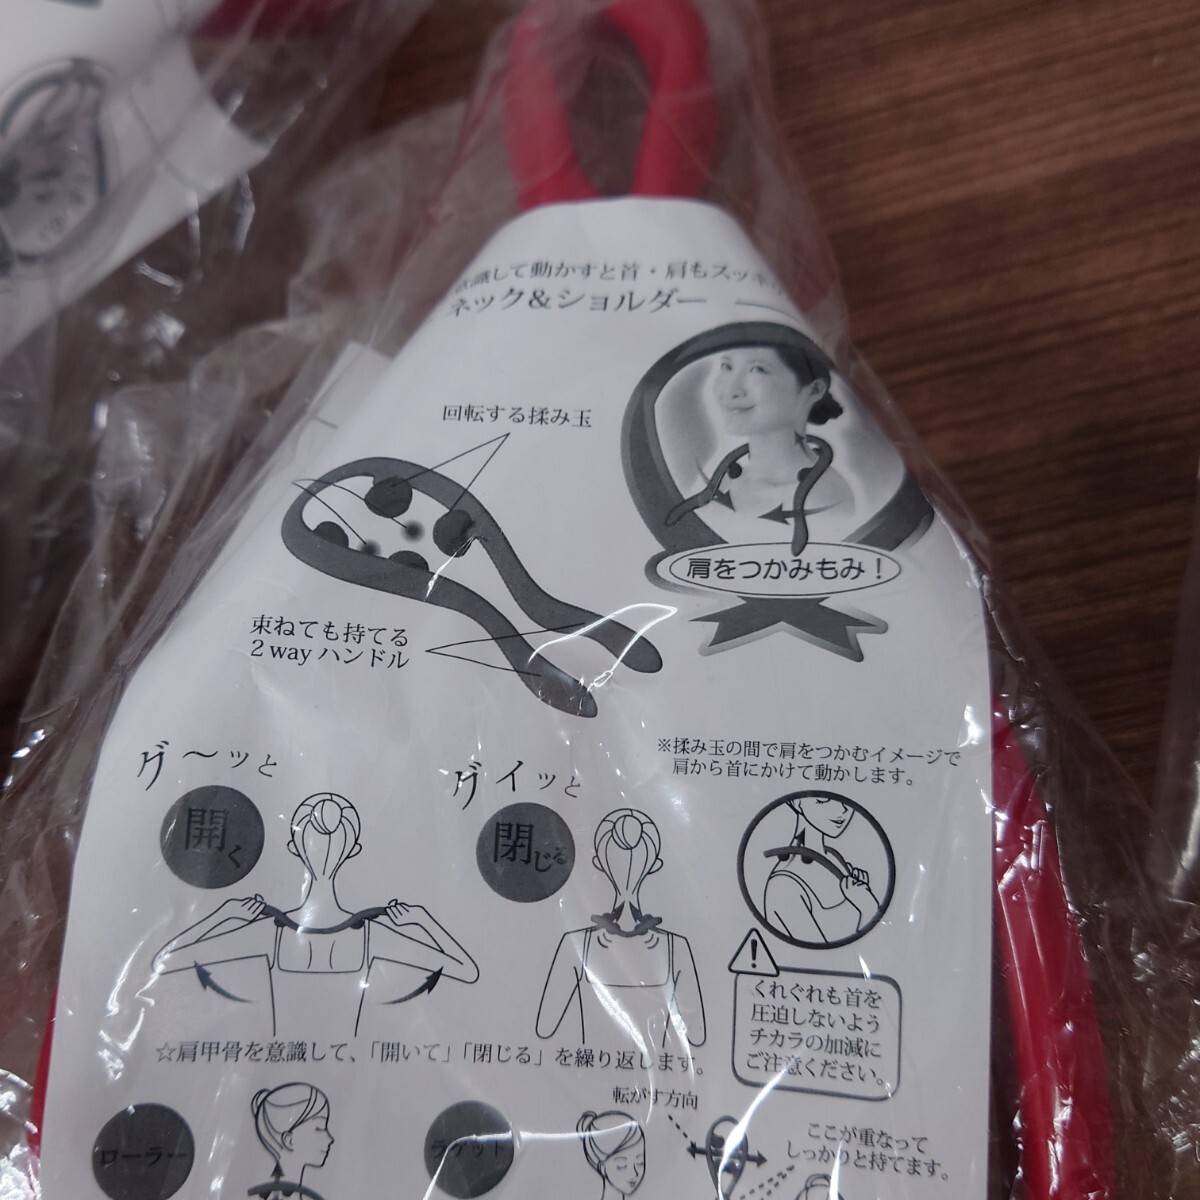 識して動かすと首・肩もスッキリ
ネック&ショルダー
回転する揉み玉
肩をつかみもみ！
束ねても持てる
2wayハンドル
※揉み玉の間で肩をつかむイメージで
肩から首にかけて動かします。
グ〜ッと
開く
グイッと
閉じる
くれぐれも首を
圧迫しないよう
チカラの加減に
ご注意ください。
☆肩甲骨を意識して、「開いて」「閉じる」を繰り返します。
転がす方向
ローラー
ラケット
ここが重なって
しっかりと持てます。